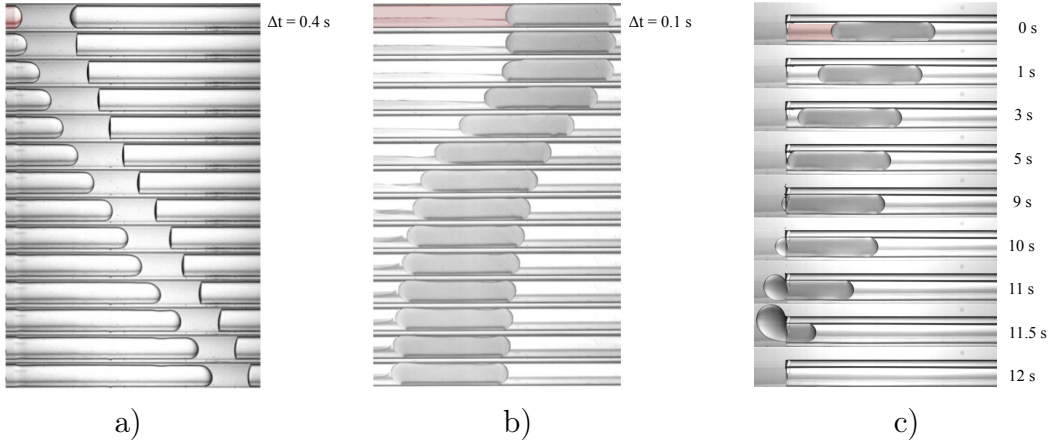 Δt = 0.4 s
Δt = 0.1 s
0 s
1 s
3 s
5 s
9 s
10 s
11 s
11.5 s
12 s
a)
b)
c)